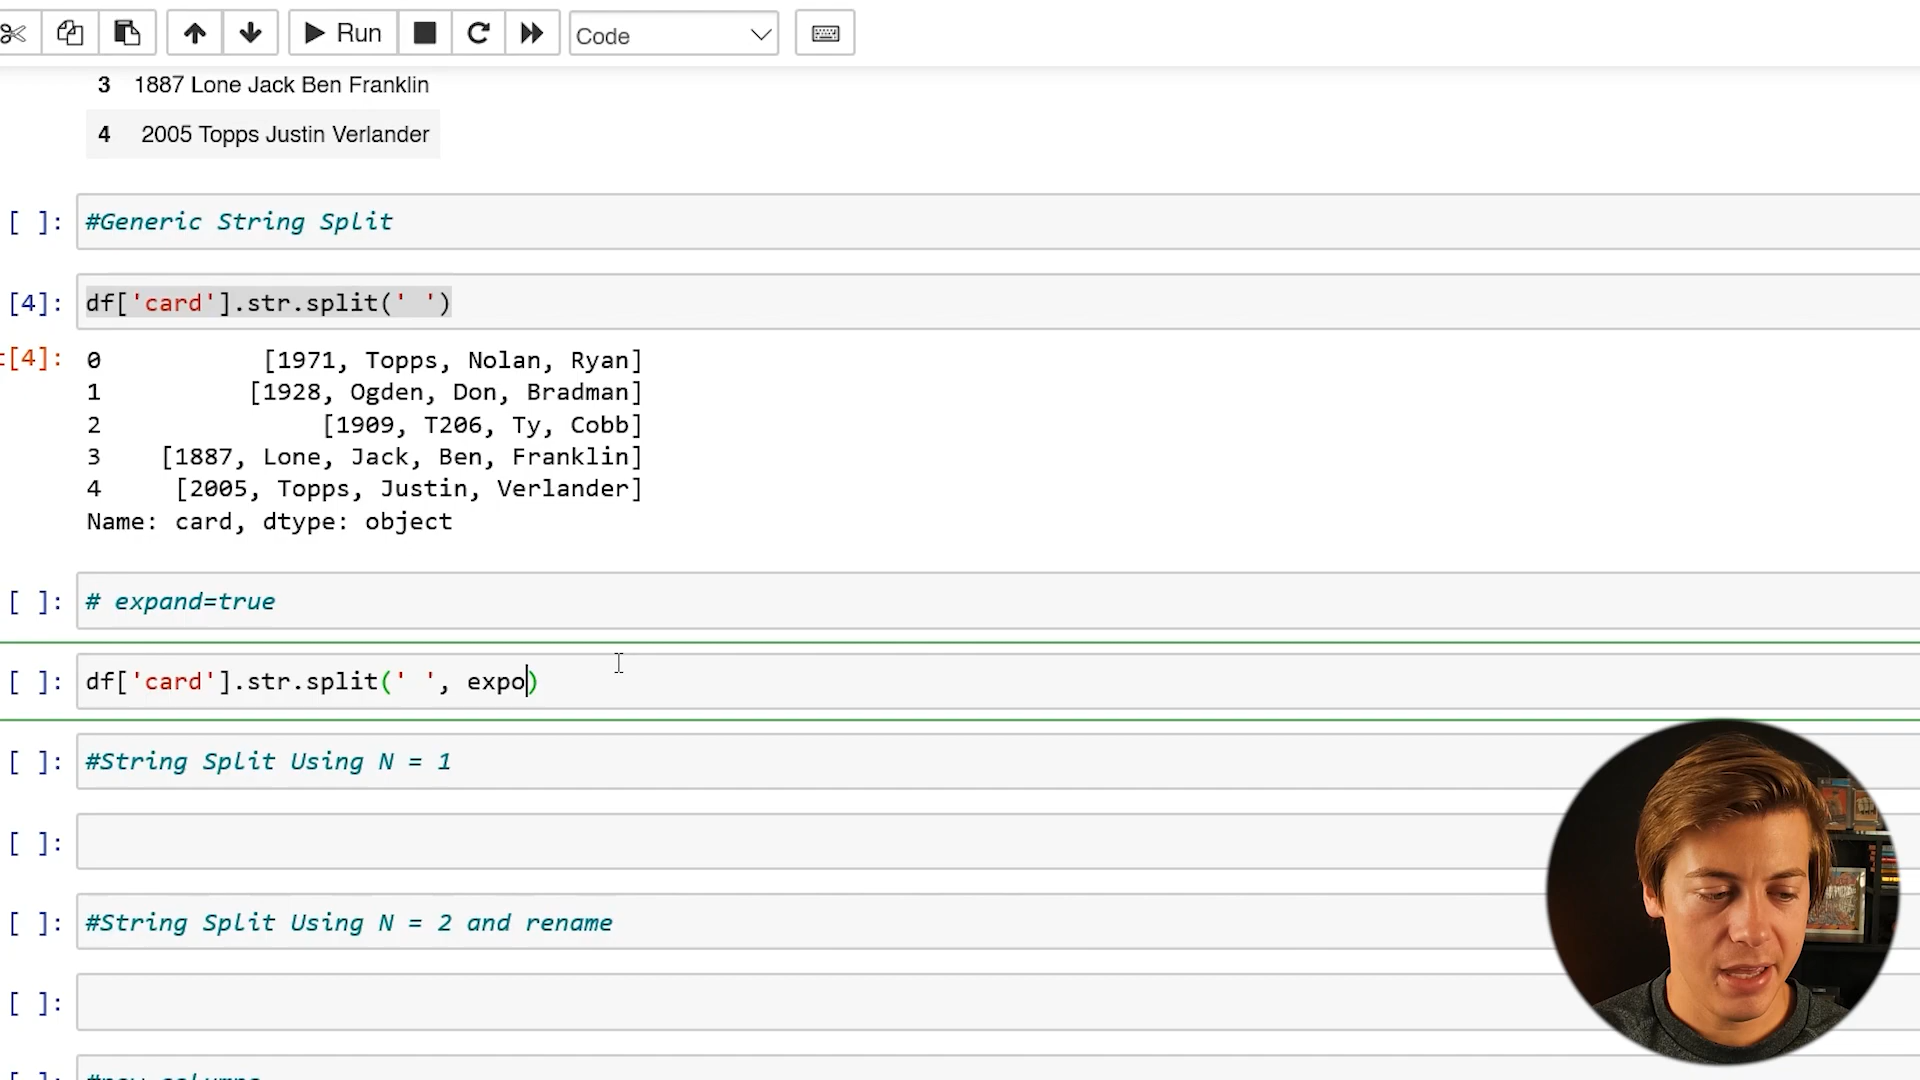 Run
Code
3 1887 Lone Jack Ben Franklin
4 2005 Topps Justin Verlander
[ ]: #Generic String Split
[4]: df['card'].str.split(' ')
t[4]: 0 [1971, Topps, Nolan, Ryan]
1 [1928, Ogden, Don, Bradman]
2 [1909, T206, Ty, Cobb]
3 [1887, Lone, Jack, Ben, Franklin]
4 [2005, Topps, Justin, Verlander]
Name: card, dtype: object
[ ]: # expand=true
[ ]: df['card'].str.split(' ', expo)
[ ]: #String Split Using N = 1
[ ]:
[ ]: #String Split Using N = 2 and rename
[ ]:
[ ]: #new columns